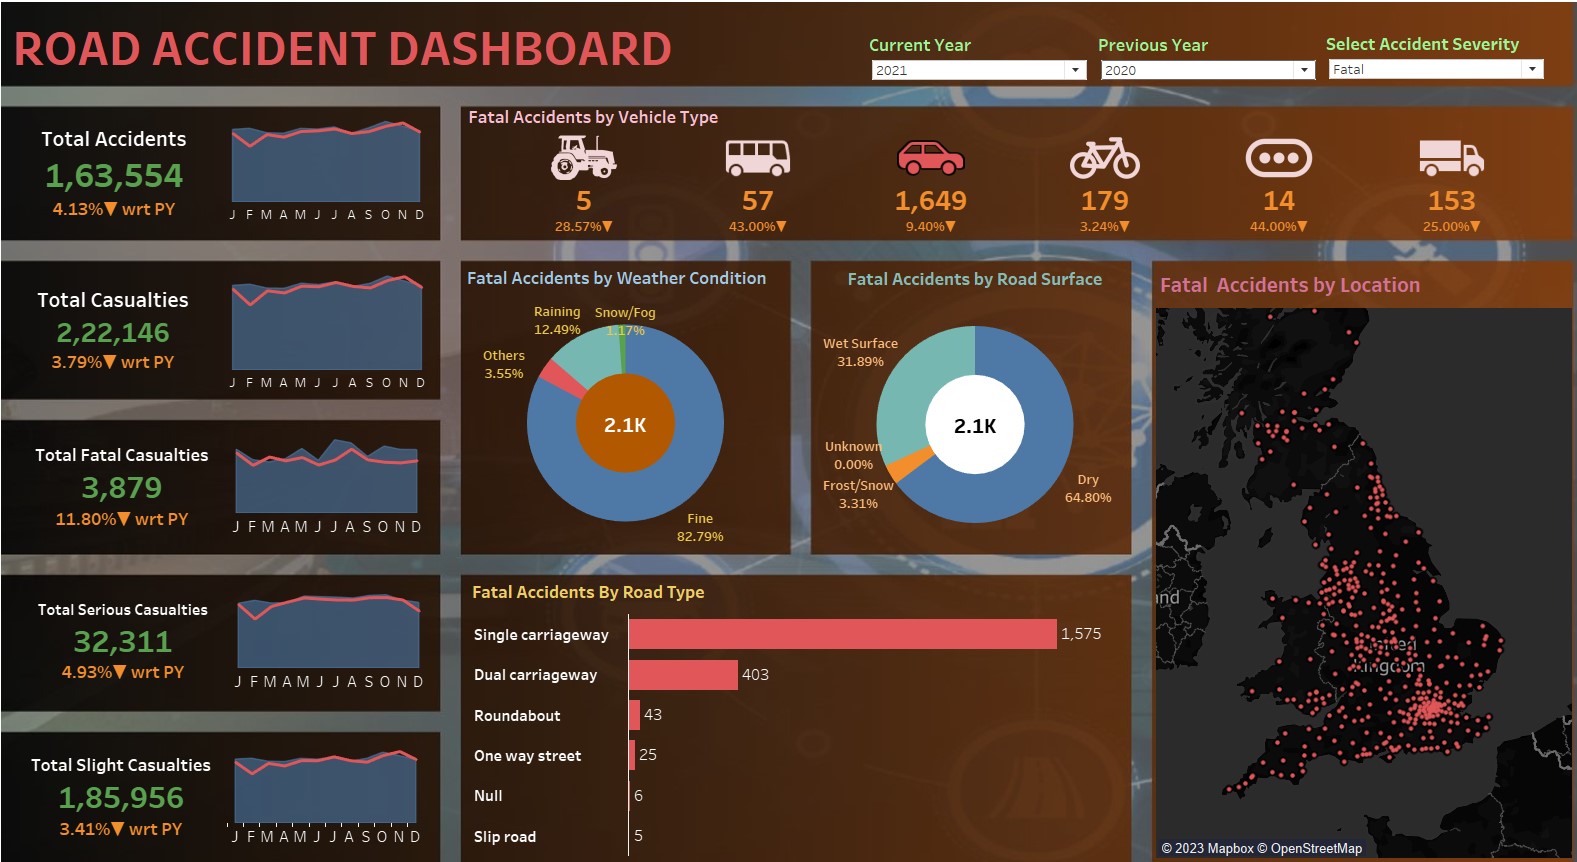 ROAD ACCIDENT DASHBOARD
Current Year
2021
Previous Year
2020
Select Accident Severity
Fatal
Total Accidents
1,63,554
4.13%▼ wrt PY
J F M A M J J A S O N D
Total Casualties
2,22,146
3.79%▼ wrt PY
J F M A M J J A S O N D
Total Fatal Casualties
3,879
11.80%▼ wrt PY
J F M A M J J A S O N D
Total Serious Casualties
32,311
4.93%▼ wrt PY
J F M A M J J A S O N D
Total Slight Casualties
1,85,956
3.41%▼ wrt PY
J F M A M J J A S O N D
Fatal Accidents by Vehicle Type
5
28.57%▼
57
43.00%▼
1,649
9.40%▼
179
3.24%▼
14
44.00%▼
153
25.00%▼
Fatal Accidents by Weather Condition
Raining
12.49%
Snow/Fog
1.17%
Others
3.55%
2.1K
Fine
82.79%
Fatal Accidents by Road Surface
Wet Surface
31.89%
2.1K
Unknown
0.00%
Frost/Snow
3.31%
Dry
64.80%
Fatal Accidents By Road Type
Single carriageway 1,575
Dual carriageway 403
Roundabout 43
One way street 25
Null 6
Slip road 5
Fatal Accidents by Location
nd
United
Kingdom
© 2023 Mapbox © OpenStreetMap